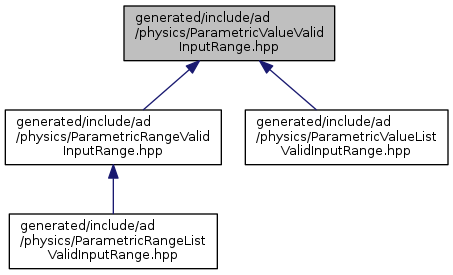 generated/include/ad
/physics/ParametricValueValid
InputRange.hpp
generated/include/ad
/physics/ParametricRangeValid
InputRange.hpp
generated/include/ad
/physics/ParametricValueList
ValidInputRange.hpp
generated/include/ad
/physics/ParametricRangeList
ValidInputRange.hpp